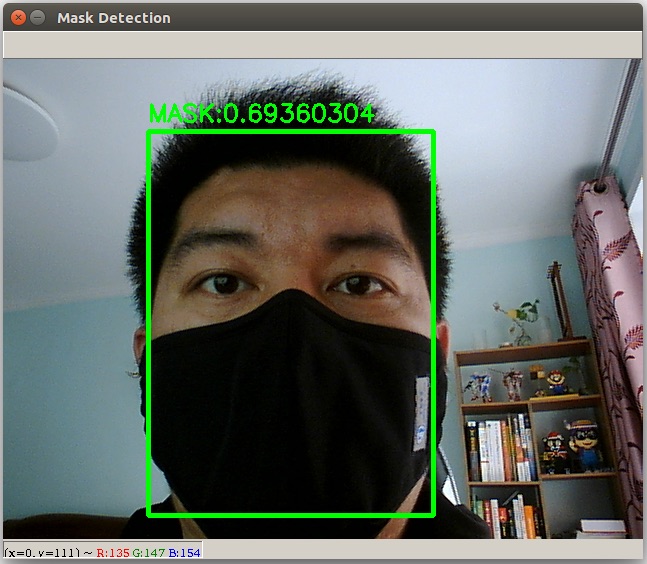 Mask Detection
MASK:0.69360304
(x=0, y=111) ~ R:135 G:147 B:154